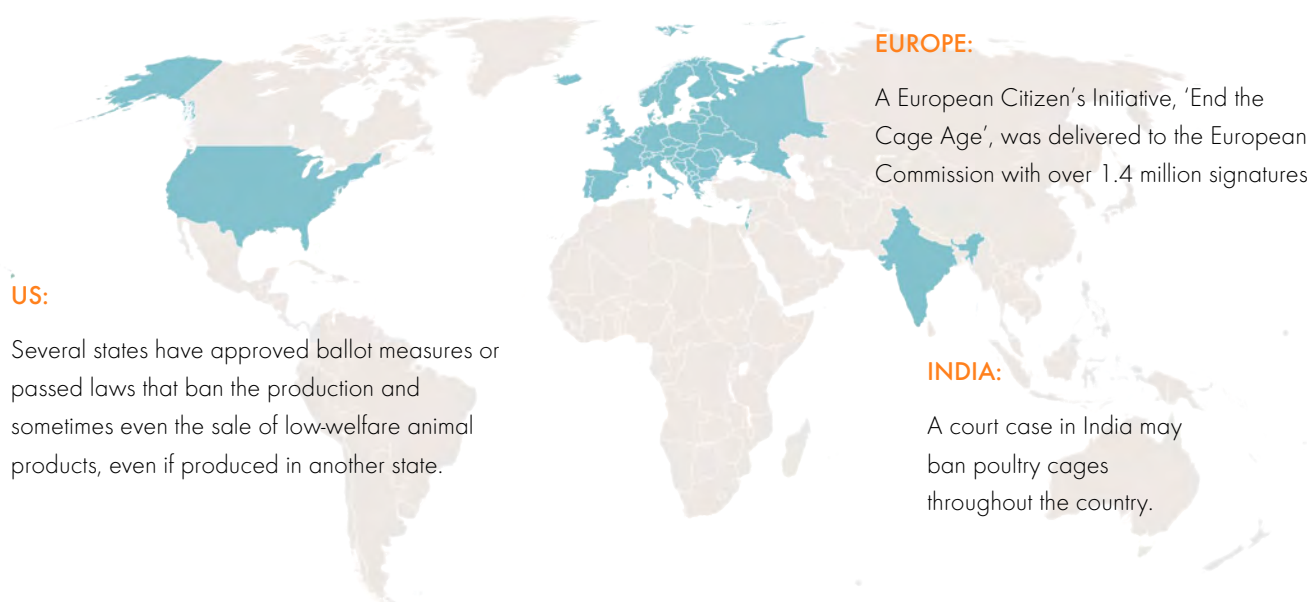 EUROPE:
A European Citizen’s Initiative, ‘End the
Cage Age’, was delivered to the European
Commission with over 1.4 million signatures
US:
Several states have approved ballot measures or
passed laws that ban the production and
sometimes even the sale of low-welfare animal
products, even if produced in another state.
INDIA:
A court case in India may
ban poultry cages
throughout the country.